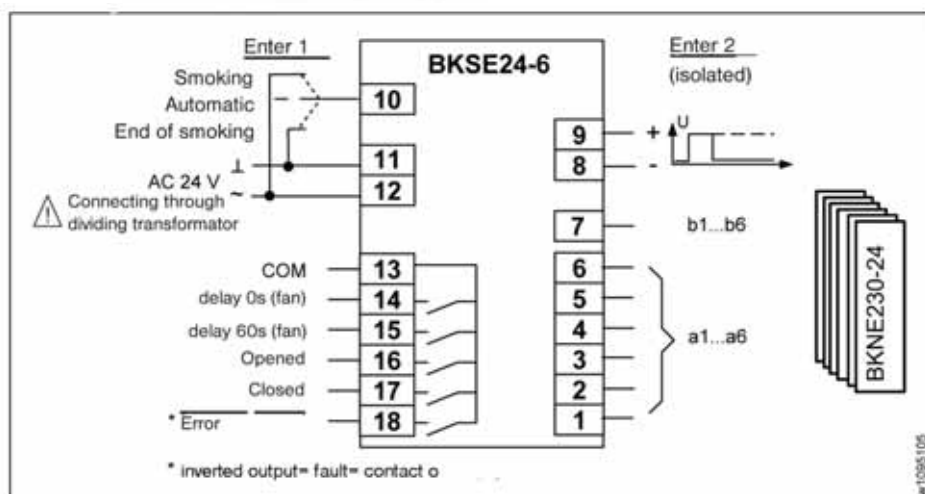 BKSE24-6
Enter 1
Smoking
Automatic
End of smoking
AC 24 V
⊥
~
⚠ Connecting through
dividing transformator
COM
delay 0s (fan)
delay 60s (fan)
Opened
Closed
* Error
10
11
12
13
14
15
16
17
18
9
8
7
6
5
4
3
2
1
Enter 2
(isolated)
+
U
-
b1...b6
a1...a6
BKNE230-24
* inverted output= fault= contact o
w1095105